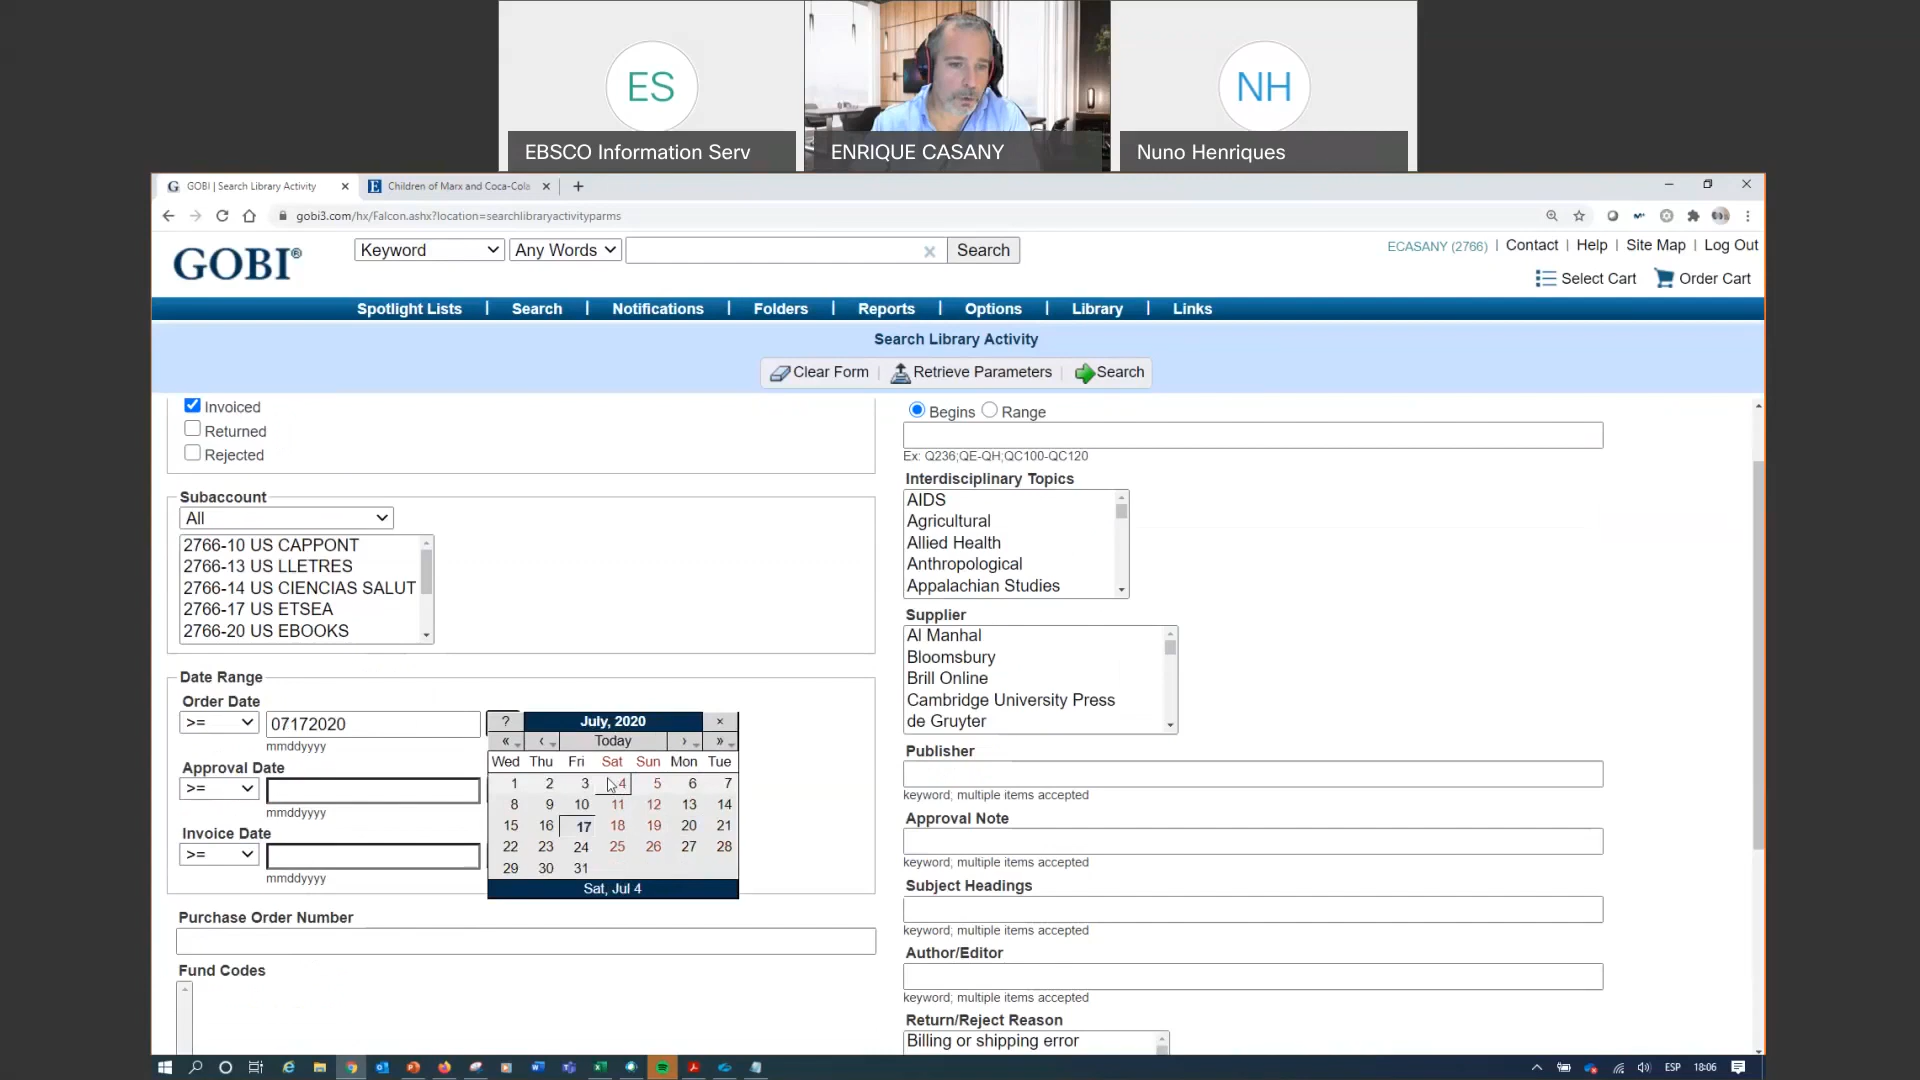 ES
NH
EBSCO Information Serv
ENRIQUE CASANY
Nuno Henriques
GOBI | Search Library Activity
Children of Marx and Coca-Cola
gobi3.com/hx/Falcon.ashx?location=searchlibraryactivityparms
GOBI®
Keyword
Any Words
Search
ECASANY (2766) | Contact | Help | Site Map | Log Out
Select Cart
Order Cart
Spotlight Lists | Search | Notifications | Folders | Reports | Options | Library | Links
Search Library Activity
Clear Form | Retrieve Parameters | Search
Invoiced
Returned
Rejected
Subaccount
All
2766-10 US CAPPONT
2766-13 US LLETRES
2766-14 US CIENCIAS SALUT
2766-17 US ETSEA
2766-20 US EBOOKS
Date Range
Order Date
>= 07172020
mmddyyyy
Approval Date
>=
mmddyyyy
Invoice Date
>=
mmddyyyy
? July, 2020 ×
« ‹ Today › »
Wed Thu Fri Sat Sun Mon Tue
1 2 3 4 5 6 7
8 9 10 11 12 13 14
15 16 17 18 19 20 21
22 23 24 25 26 27 28
29 30 31
Sat, Jul 4
Purchase Order Number
Fund Codes
Begins Range
Ex: Q236;QE-QH;QC100-QC120
Interdisciplinary Topics
AIDS
Agricultural
Allied Health
Anthropological
Appalachian Studies
Supplier
Al Manhal
Bloomsbury
Brill Online
Cambridge University Press
de Gruyter
Publisher
keyword; multiple items accepted
Approval Note
keyword; multiple items accepted
Subject Headings
keyword; multiple items accepted
Author/Editor
keyword; multiple items accepted
Return/Reject Reason
Billing or shipping error
ESP
18:06